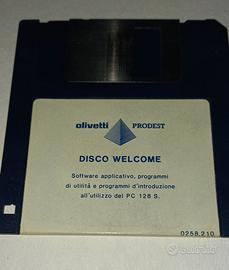 olivetti PRODEST
DISCO WELCOME
Software applicativo, programmi
di utilità e programmi d'introduzione
all'utilizzo del PC 128 S.
0258.210